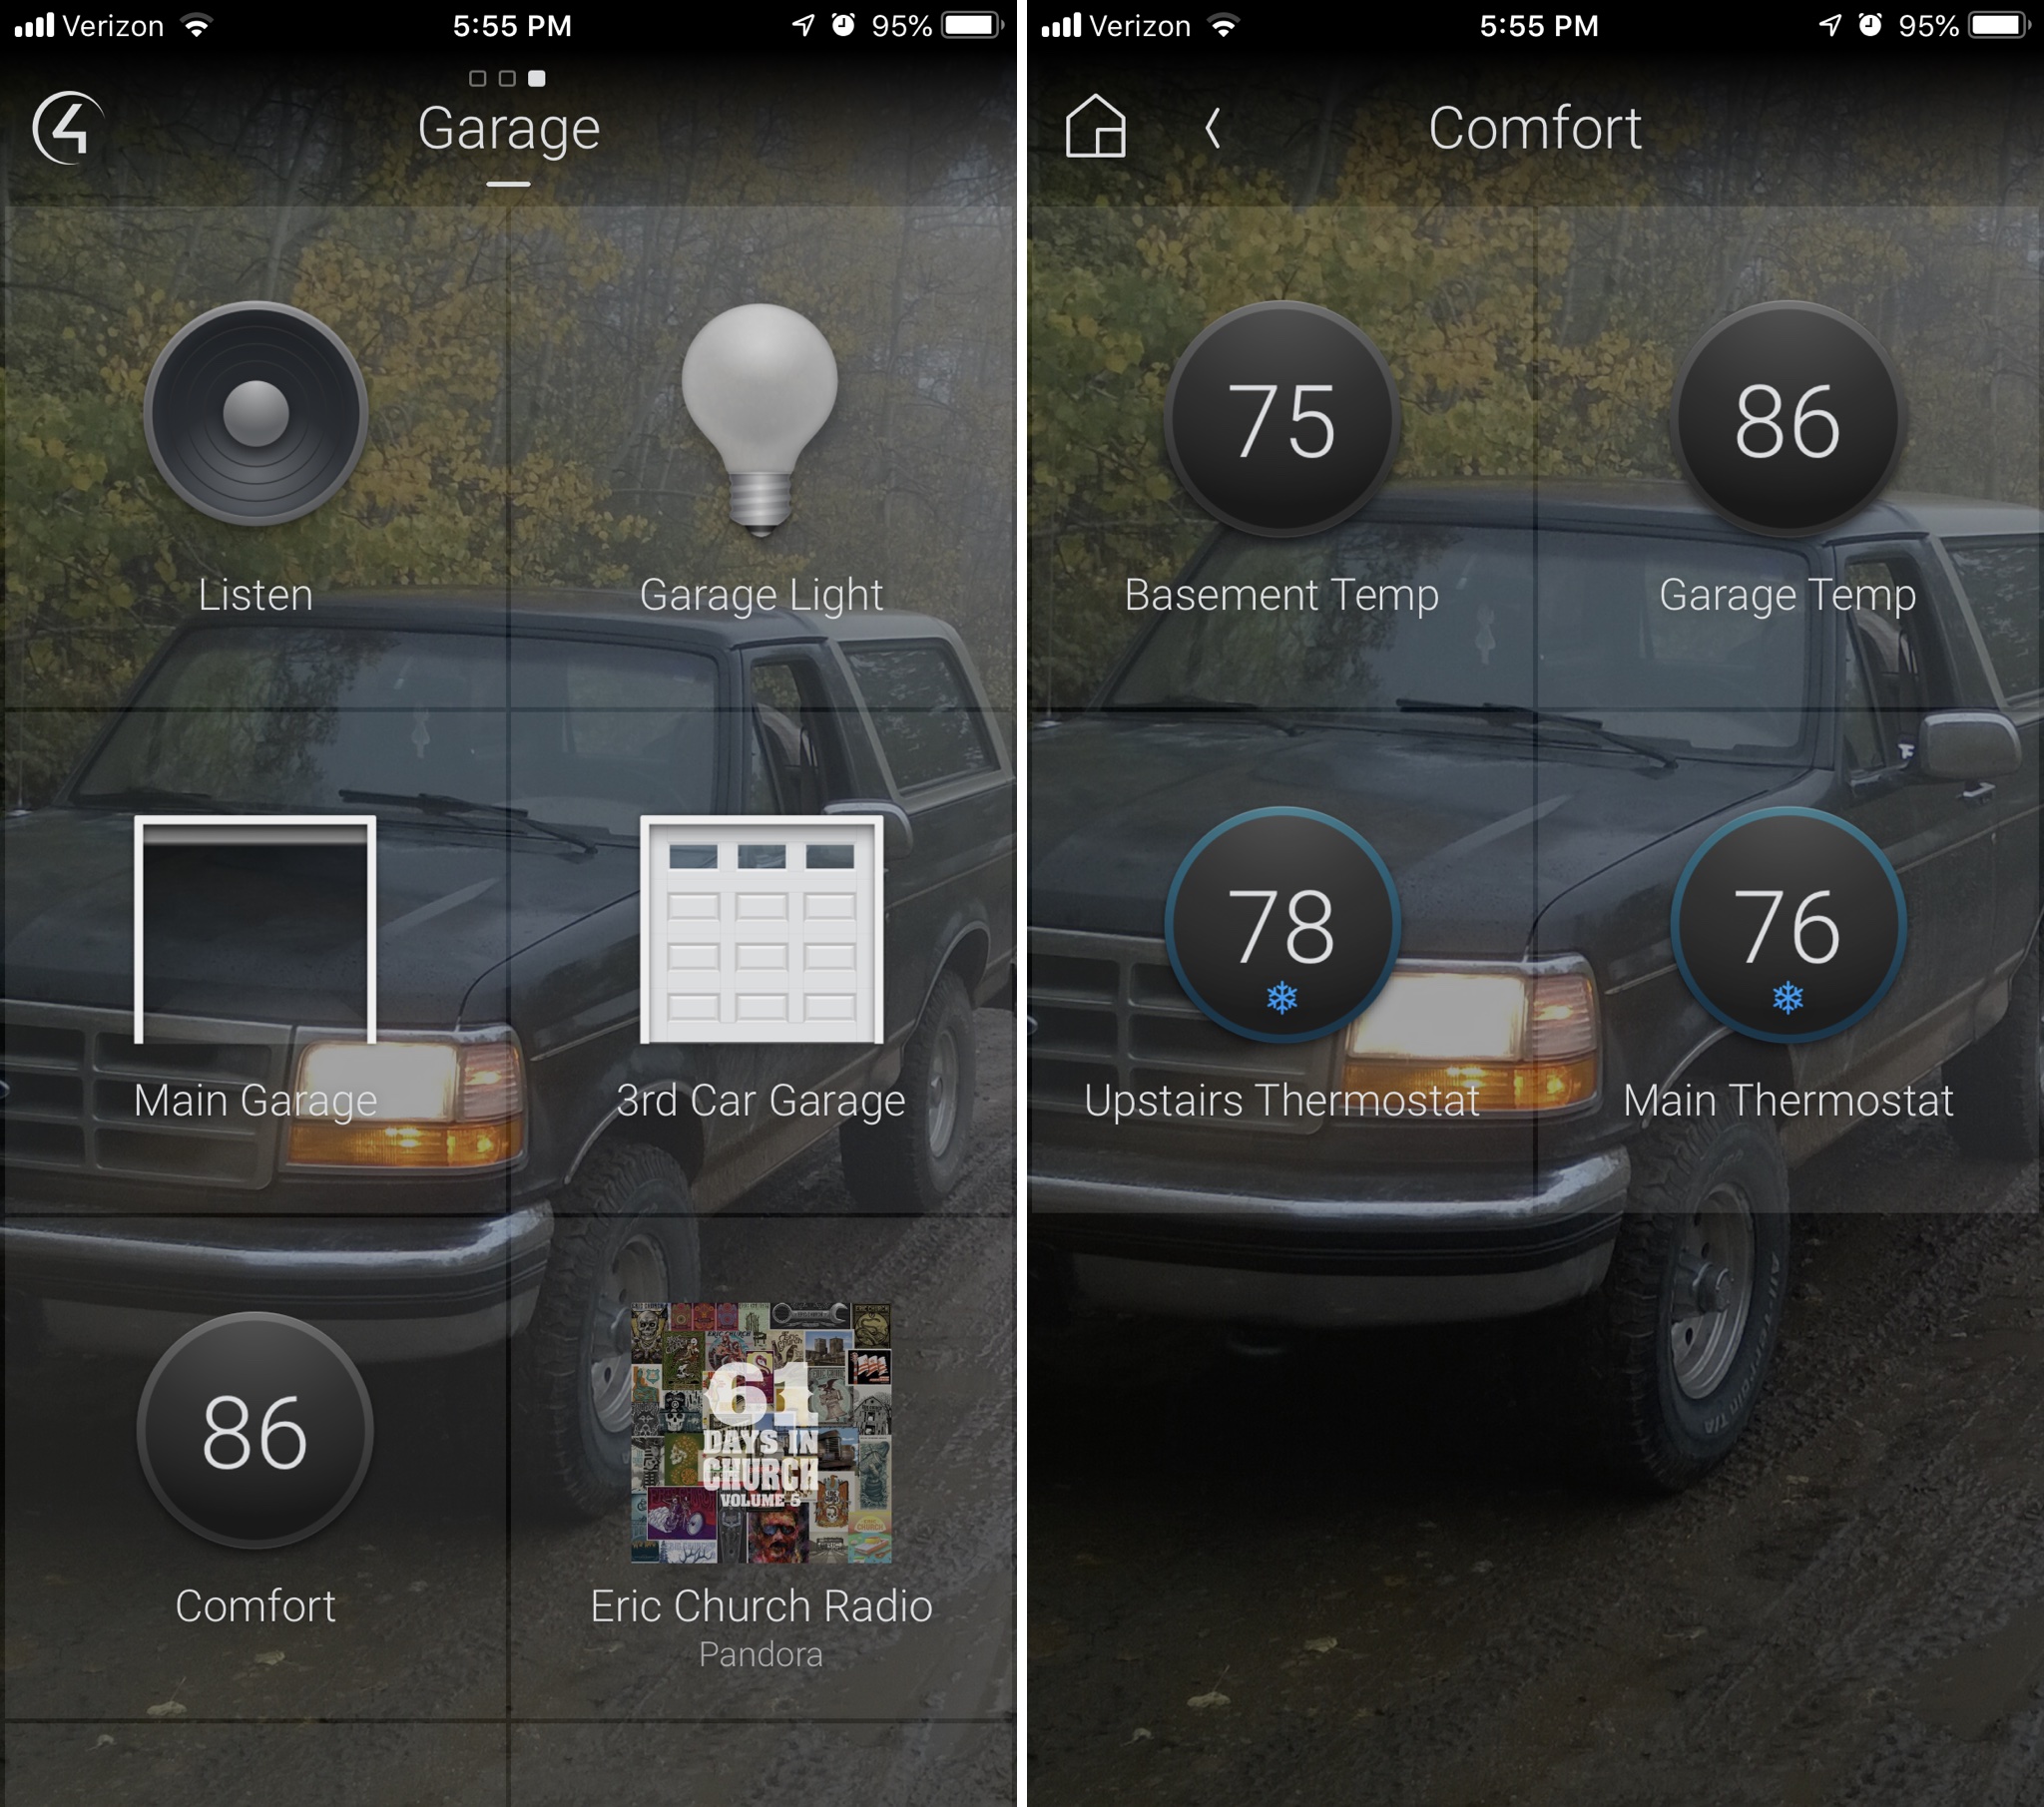 Verizon 5:55 PM 95%
Garage
Listen
Garage Light
Main Garage
3rd Car Garage
86
Comfort
61
DAYS IN
CHURCH
VOLUME 5
Eric Church Radio
Pandora
Verizon 5:55 PM 95%
Comfort
75
86
Basement Temp
Garage Temp
78
76
Upstairs Thermostat
Main Thermostat